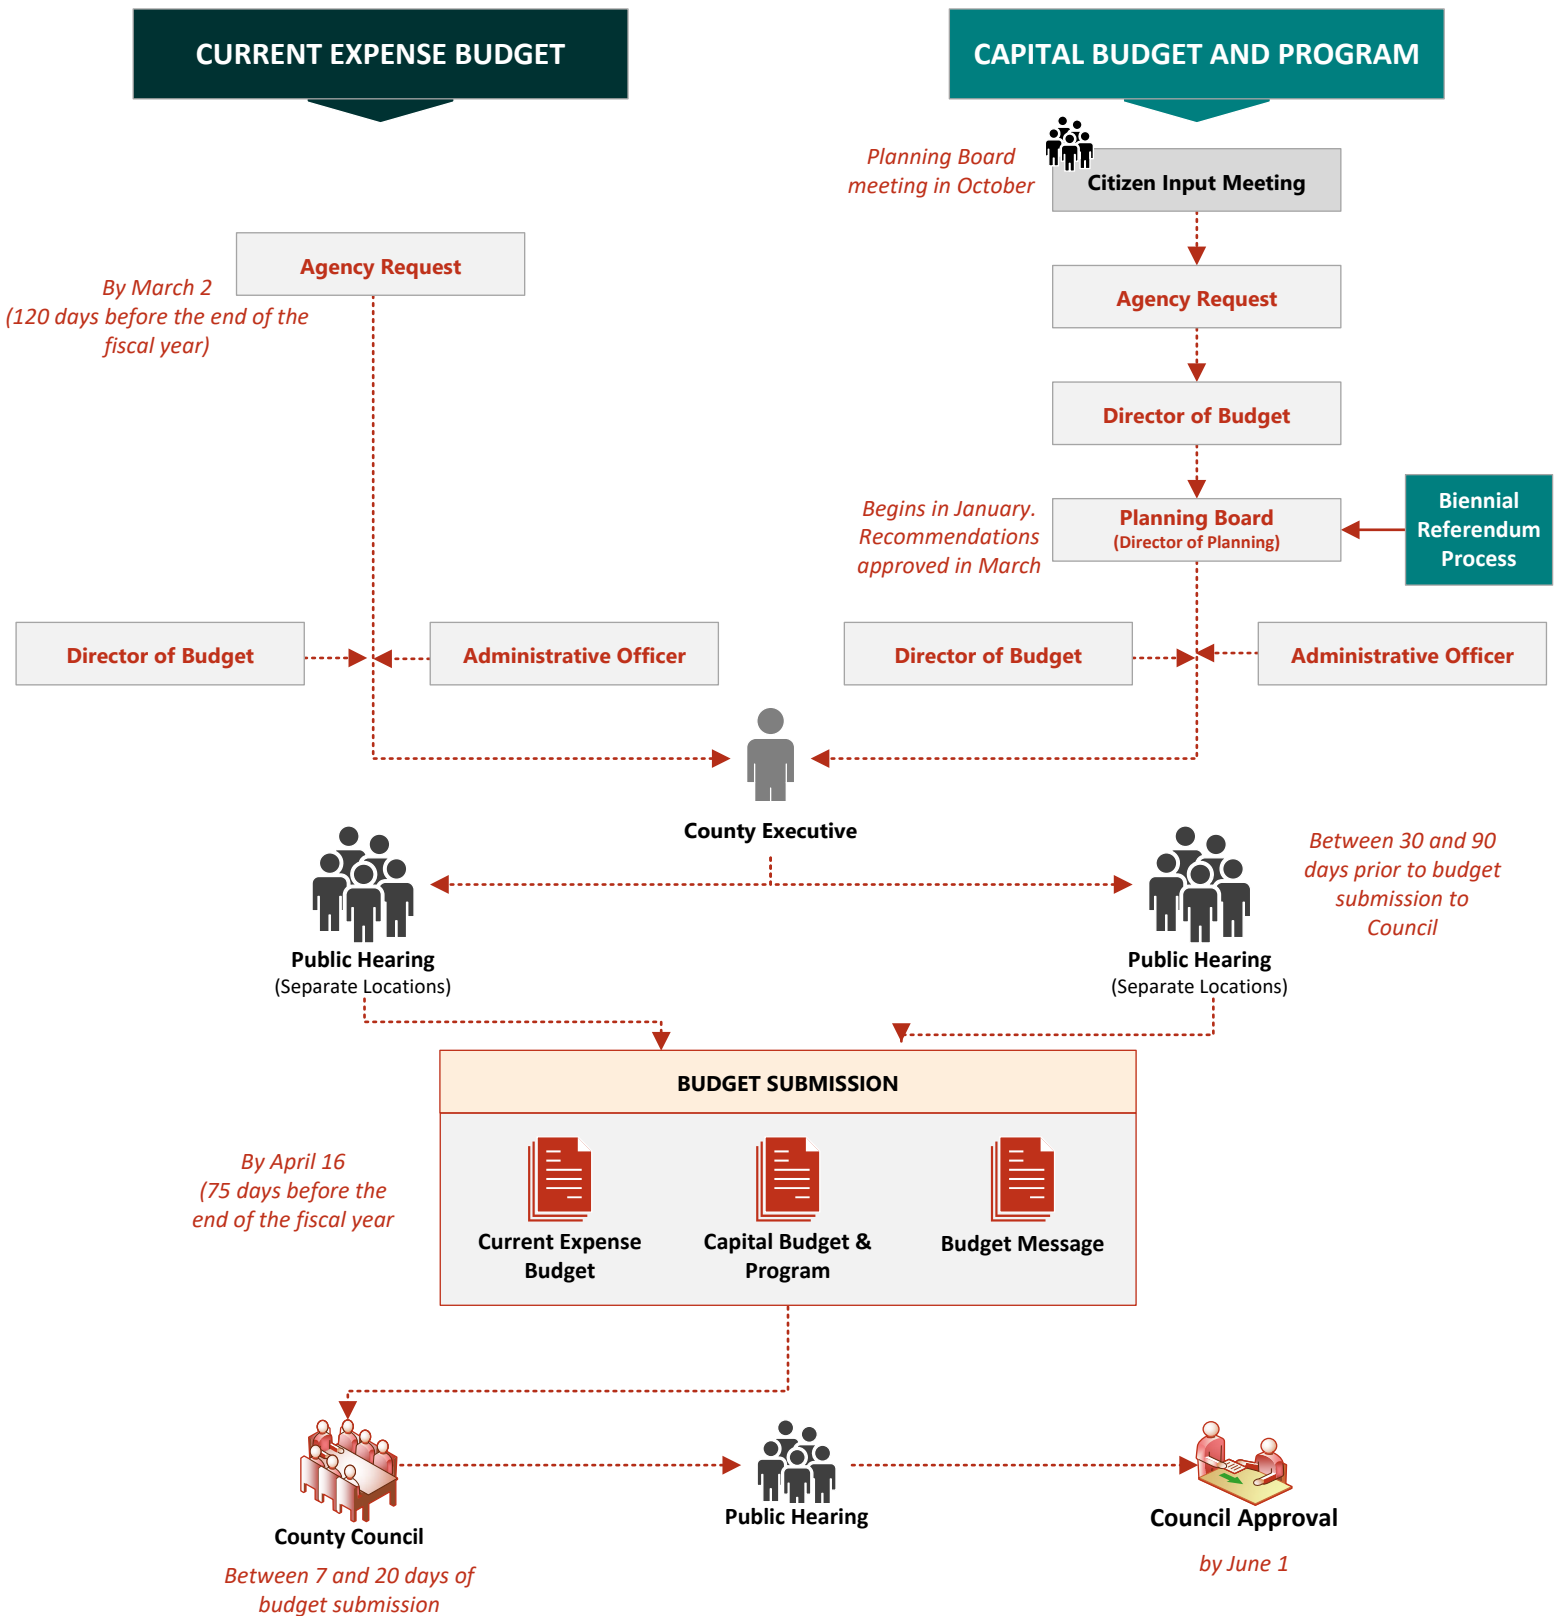 CURRENT EXPENSE BUDGET
CAPITAL BUDGET AND PROGRAM
Planning Board
meeting in October
Citizen Input Meeting
Agency Request
By March 2
(120 days before the end of the
fiscal year)
Agency Request
Director of Budget
Begins in January.
Recommendations
approved in March
Planning Board
(Director of Planning)
Biennial
Referendum
Process
Director of Budget
Administrative Officer
Director of Budget
Administrative Officer
County Executive
Public Hearing
(Separate Locations)
Public Hearing
(Separate Locations)
Between 30 and 90
days prior to budget
submission to
Council
BUDGET SUBMISSION
By April 16
(75 days before the
end of the fiscal year
Current Expense
Budget
Capital Budget &
Program
Budget Message
County Council
Between 7 and 20 days of
budget submission
Public Hearing
Council Approval
by June 1